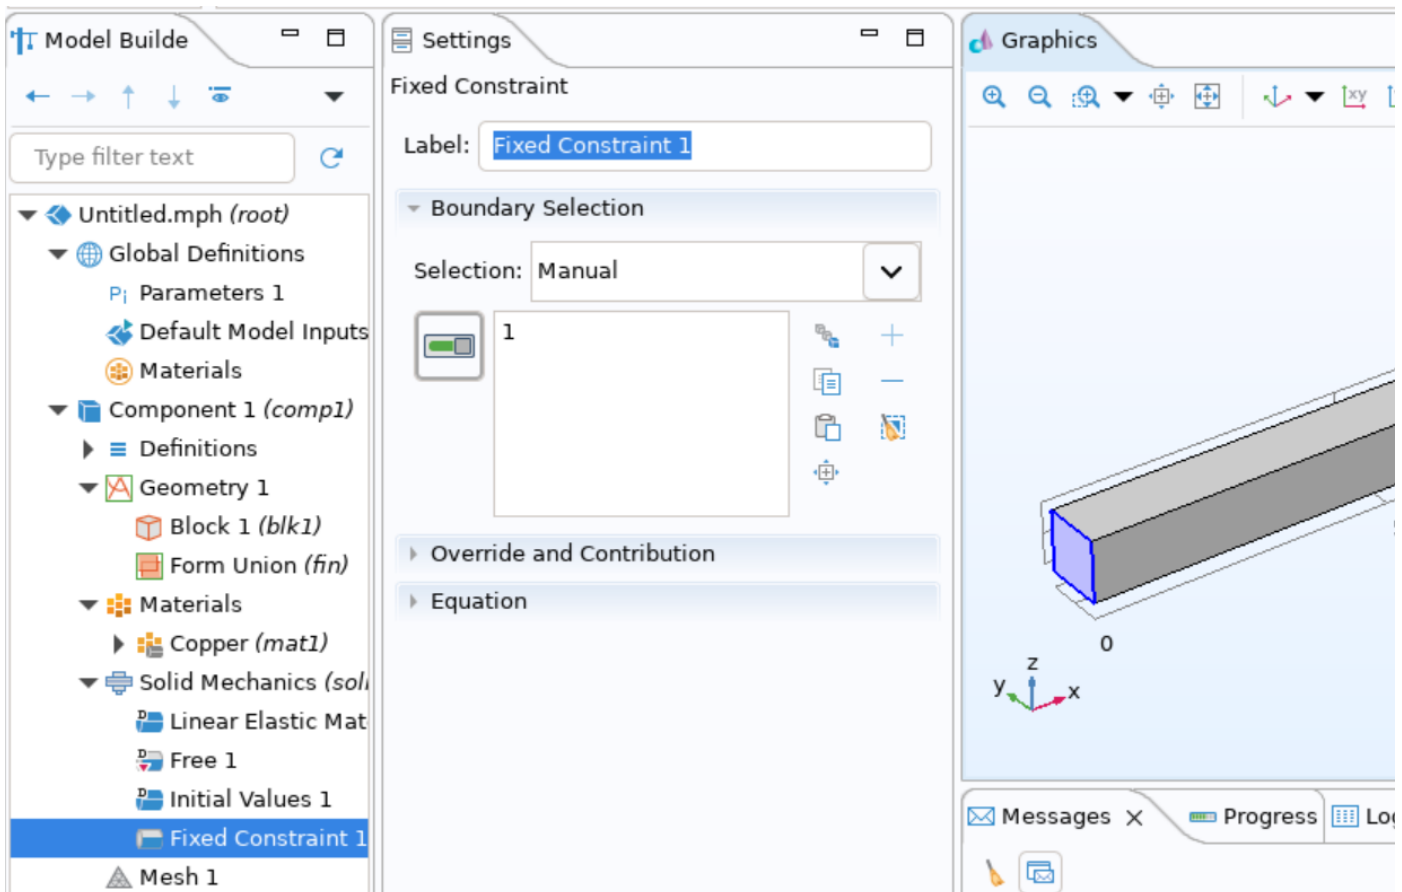 Model Builde
Type filter text
Untitled.mph (root)
Global Definitions
Pi Parameters 1
Default Model Inputs
Materials
Component 1 (comp1)
Definitions
Geometry 1
Block 1 (blk1)
Form Union (fin)
Materials
Copper (mat1)
Solid Mechanics (soli
Linear Elastic Mat
Free 1
Initial Values 1
Fixed Constraint 1
Mesh 1
Settings
Fixed Constraint
Label: Fixed Constraint 1
Boundary Selection
Selection: Manual
1
Override and Contribution
Equation
Graphics
xy
0
z
y
x
Messages
Progress
Log